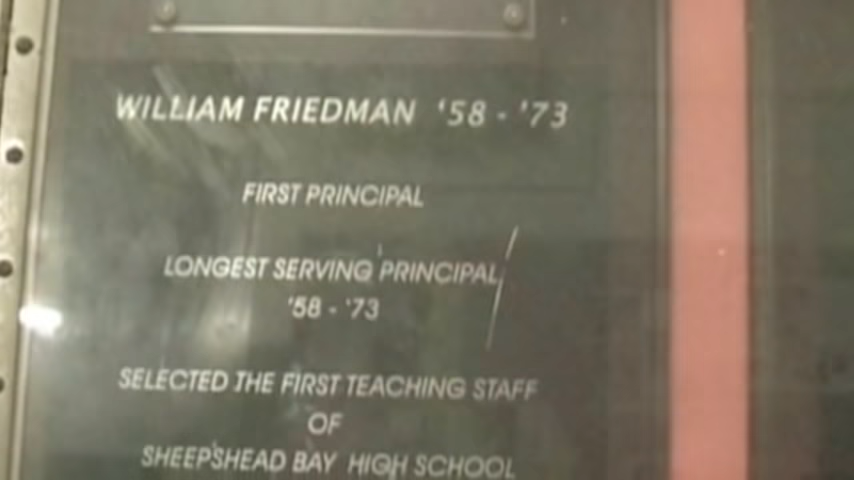 WILLIAM FRIEDMAN '58 - '73
FIRST PRINCIPAL
LONGEST SERVING PRINCIPAL
'58 - '73
SELECTED THE FIRST TEACHING STAFF
OF
SHEEPSHEAD BAY HIGH SCHOOL